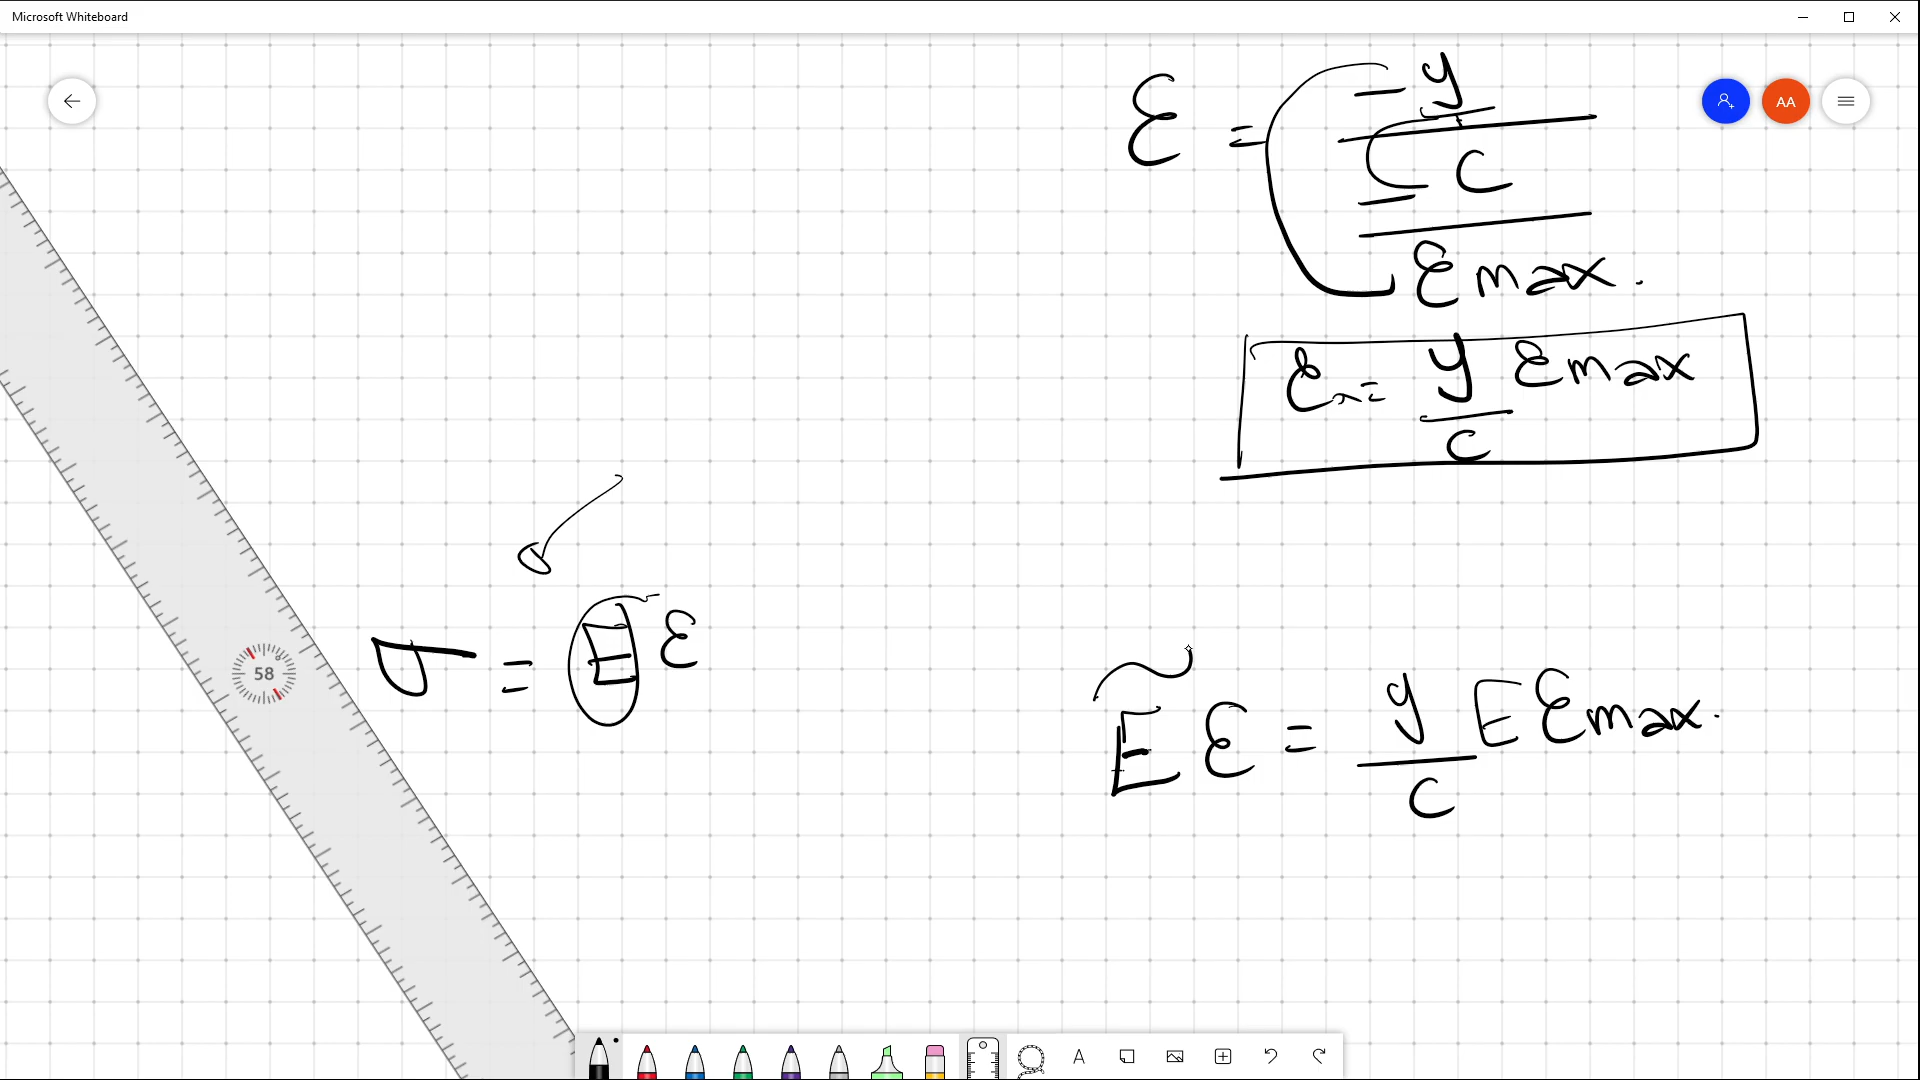 Microsoft Whiteboard
AA
ε = -y
-c
εmax.
εx = y εmax
c
58
σ = E ε
E ε = y E εmax.
c
A